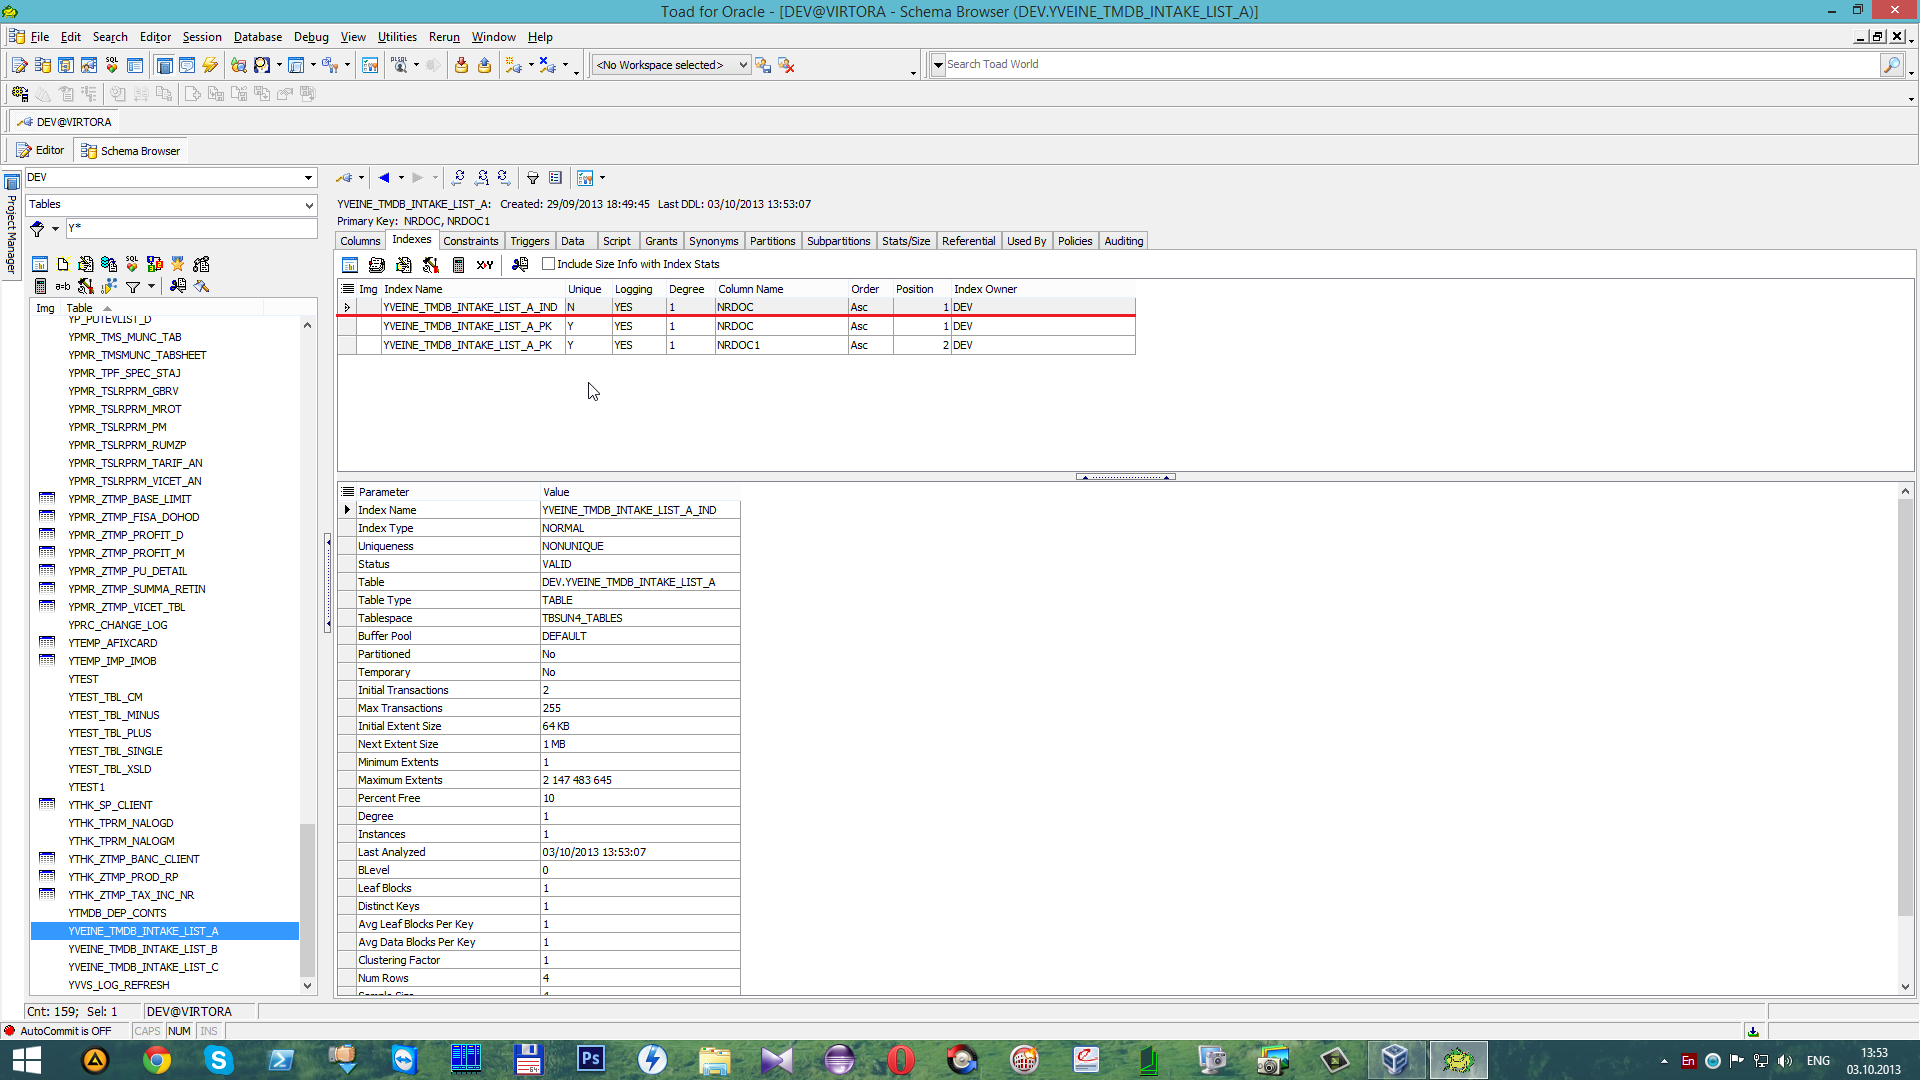 Toad for Oracle - [DEV@VIRTORA - Schema Browser (DEV.YVEINE_TMDB_INTAKE_LIST_A)]
File Edit Search Editor Session Database Debug View Utilities Rerun Window Help
<No Workspace selected> Search Toad World
DEV@VIRTORA
Editor Schema Browser
Project Manager
DEV
Tables
Y*
Img Table
YP_PUTEVLIST_D
YPMR_TMS_MUNC_TAB
YPMR_TMSMUNC_TABSHEET
YPMR_TPF_SPEC_STAJ
YPMR_TSLRPRM_GBRV
YPMR_TSLRPRM_MROT
YPMR_TSLRPRM_PM
YPMR_TSLRPRM_RUMZP
YPMR_TSLRPRM_TARIF_AN
YPMR_TSLRPRM_VICET_AN
YPMR_ZTMP_BASE_LIMIT
YPMR_ZTMP_FISA_DOHOD
YPMR_ZTMP_PROFIT_D
YPMR_ZTMP_PROFIT_M
YPMR_ZTMP_PU_DETAIL
YPMR_ZTMP_SUMMA_RETIN
YPMR_ZTMP_VICET_TBL
YPRC_CHANGE_LOG
YTEMP_AFIXCARD
YTEMP_IMP_IMOB
YTEST
YTEST_TBL_CM
YTEST_TBL_MINUS
YTEST_TBL_PLUS
YTEST_TBL_SINGLE
YTEST_TBL_XSLD
YTEST1
YTHK_SP_CLIENT
YTHK_TPRM_NALOGD
YTHK_TPRM_NALOGM
YTHK_ZTMP_BANC_CLIENT
YTHK_ZTMP_PROD_RP
YTHK_ZTMP_TAX_INC_NR
YTMDB_DEP_CONTS
YVEINE_TMDB_INTAKE_LIST_A
YVEINE_TMDB_INTAKE_LIST_B
YVEINE_TMDB_INTAKE_LIST_C
YVVS_LOG_REFRESH
YVEINE_TMDB_INTAKE_LIST_A: Created: 29/09/2013 18:49:45 Last DDL: 03/10/2013 13:53:07
Primary Key: NRDOC, NRDOC1
Columns Indexes Constraints Triggers Data Script Grants Synonyms Partitions Subpartitions Stats/Size Referential Used By Policies Auditing
Include Size Info with Index Stats
Img Index Name Unique Logging Degree Column Name Order Position Index Owner
YVEINE_TMDB_INTAKE_LIST_A_IND N YES 1 NRDOC Asc 1 DEV
YVEINE_TMDB_INTAKE_LIST_A_PK Y YES 1 NRDOC Asc 1 DEV
YVEINE_TMDB_INTAKE_LIST_A_PK Y YES 1 NRDOC1 Asc 2 DEV
Parameter Value
Index Name YVEINE_TMDB_INTAKE_LIST_A_IND
Index Type NORMAL
Uniqueness NONUNIQUE
Status VALID
Table DEV.YVEINE_TMDB_INTAKE_LIST_A
Table Type TABLE
Tablespace TBSUN4_TABLES
Buffer Pool DEFAULT
Partitioned No
Temporary No
Initial Transactions 2
Max Transactions 255
Initial Extent Size 64 KB
Next Extent Size 1 MB
Minimum Extents 1
Maximum Extents 2 147 483 645
Percent Free 10
Degree 1
Instances 1
Last Analyzed 03/10/2013 13:53:07
BLevel 0
Leaf Blocks 1
Distinct Keys 1
Avg Leaf Blocks Per Key 1
Avg Data Blocks Per Key 1
Clustering Factor 1
Num Rows 4
Cnt: 159; Sel: 1 DEV@VIRTORA
AutoCommit is OFF CAPS NUM INS
Ps
En ENG 13:53
03.10.2013